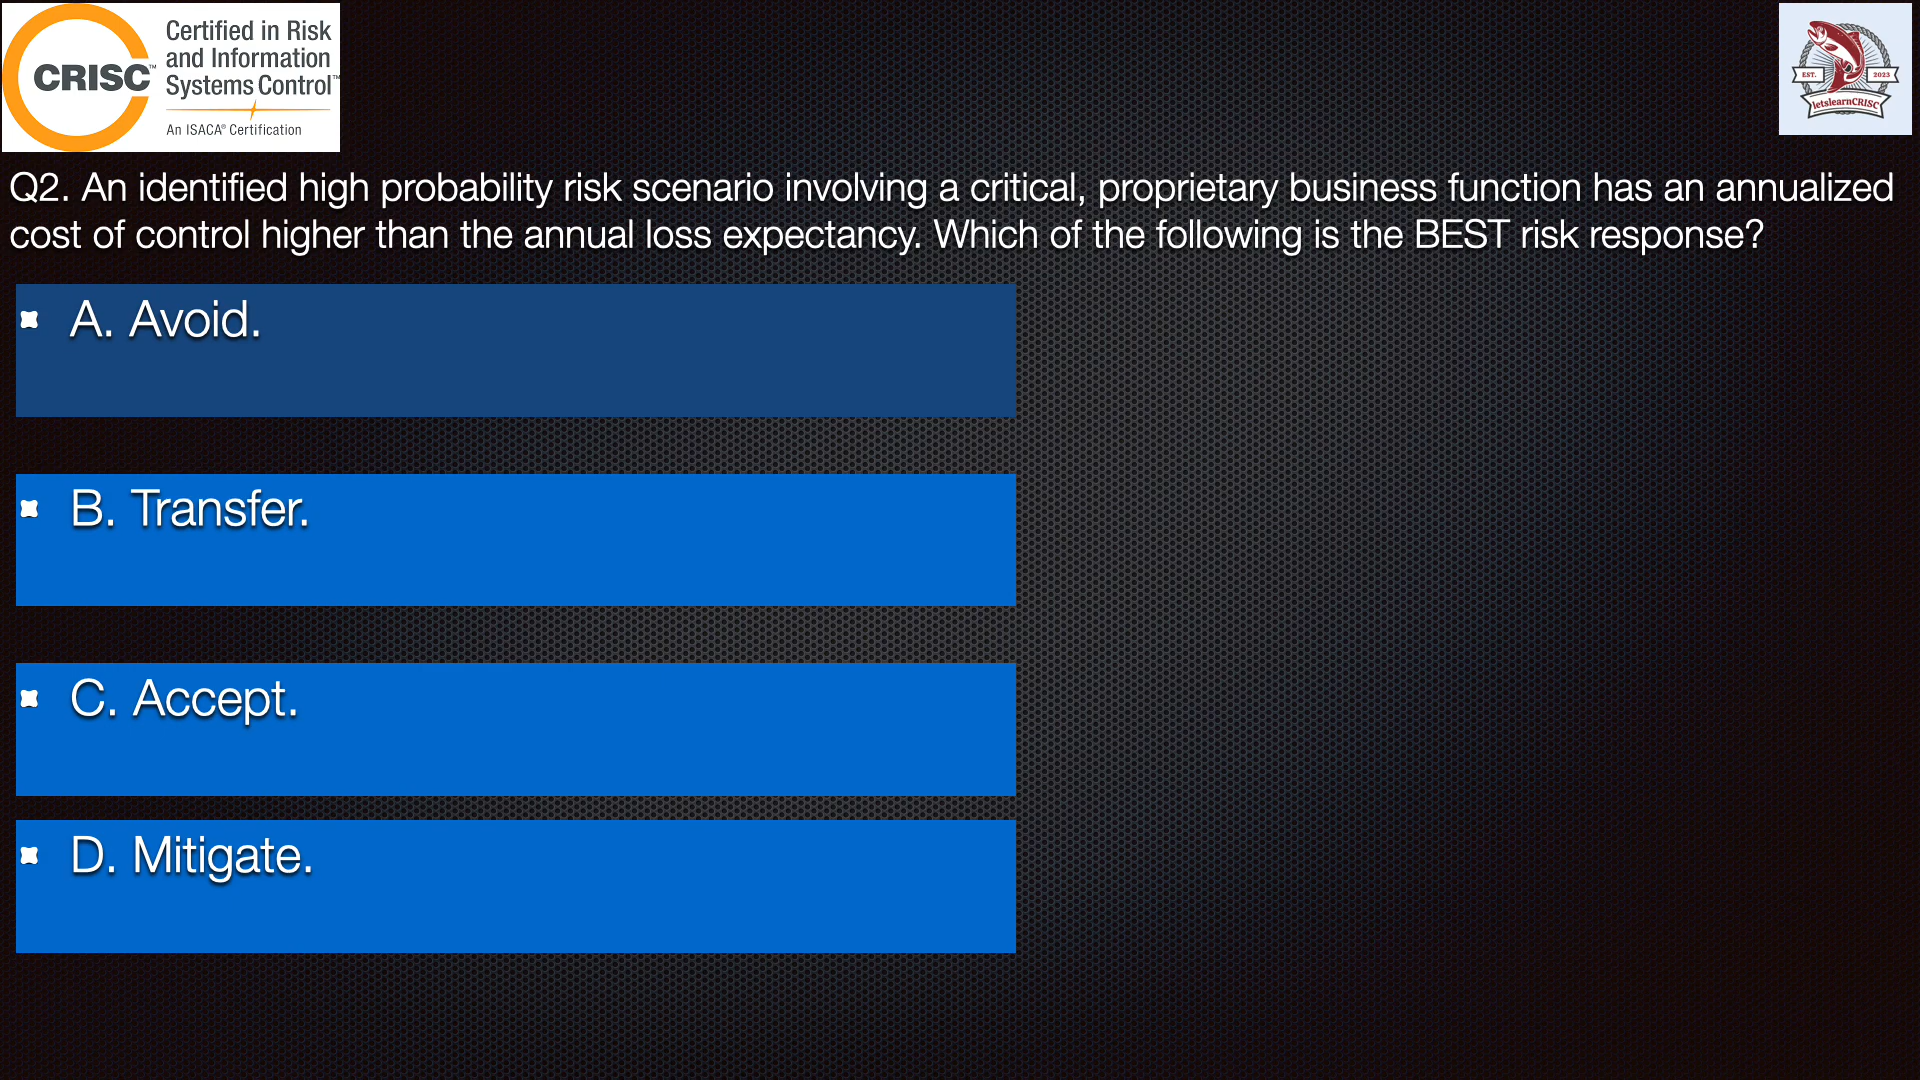 CRISC™
Certified in Risk
and Information
Systems Control™
An ISACA® Certification
EST. 2023
letslearnCRISC
Q2. An identified high probability risk scenario involving a critical, proprietary business function has an annualized
cost of control higher than the annual loss expectancy. Which of the following is the BEST risk response?
A. Avoid.
B. Transfer.
C. Accept.
D. Mitigate.